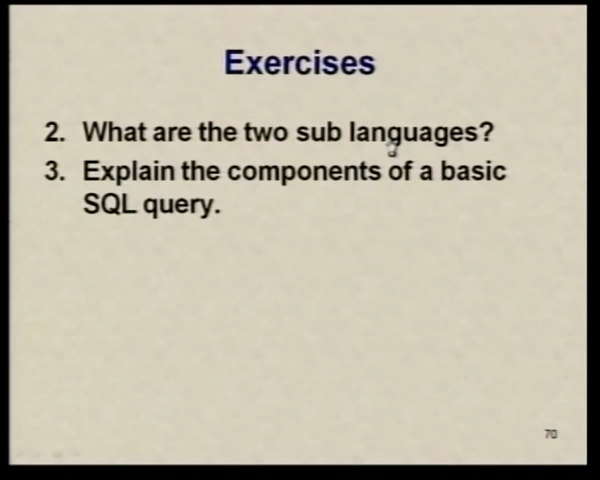 Exercises
2. What are the two sub languages?
3. Explain the components of a basic
SQL query.
70